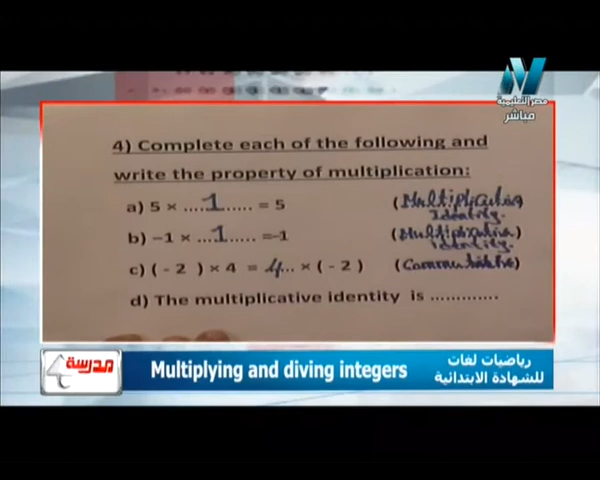 مصر التعليمية
مباشر
4) Complete each of the following and
write the property of multiplication:
a) 5 × ....1...... = 5 (Multiplicative
Identity.
b) –1 × ....1...... =-1 (Multiplicative)
identity.
c) ( - 2 ) × 4 = 4... × ( - 2 ) (Commutative)
d) The multiplicative identity is .............
مدرسة
Multiplying and diving integers
رياضيات لغات
للشهادة الابتدائية